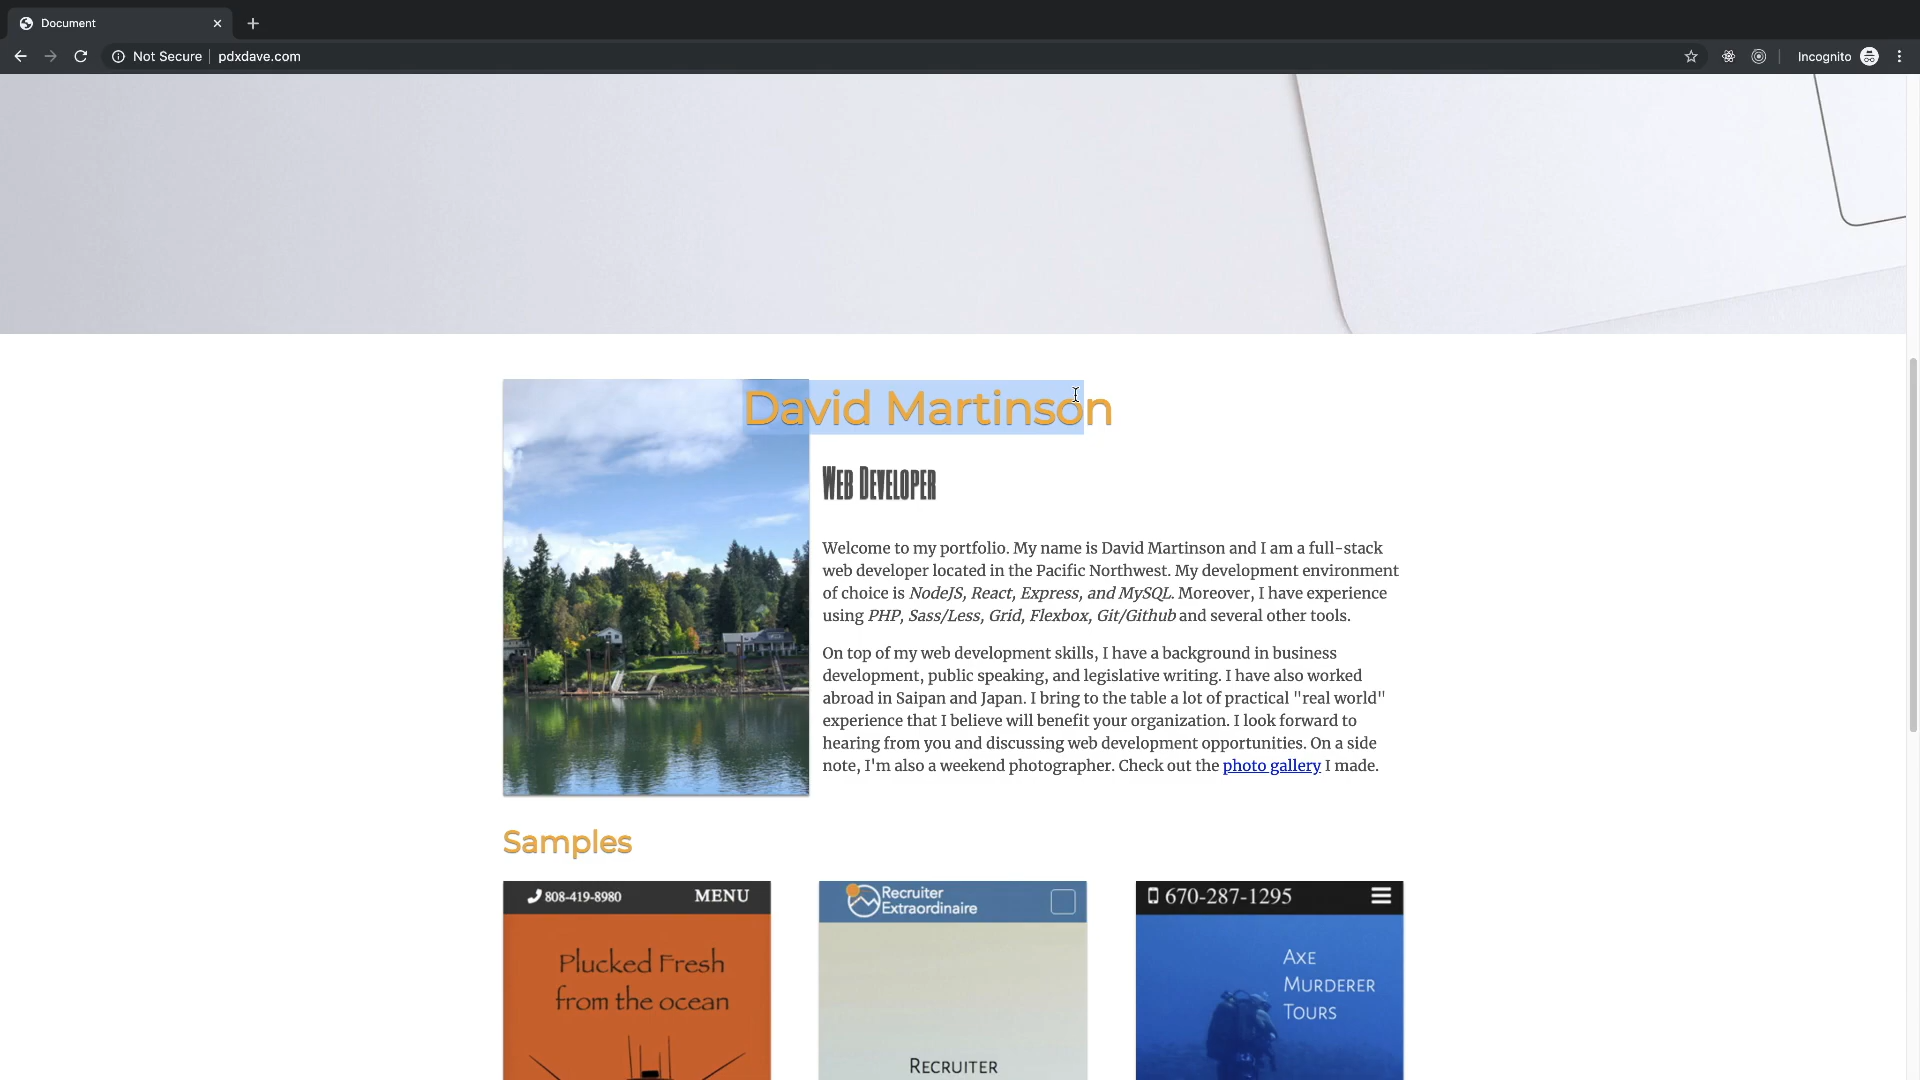 Document
Not Secure
pdxdave.com
Incognito
David Martinson
Web Developer
Welcome to my portfolio. My name is David Martinson and I am a full-stack
web developer located in the Pacific Northwest. My development environment
of choice is NodeJS, React, Express, and MySQL. Moreover, I have experience
using PHP, Sass/Less, Grid, Flexbox, Git/Github and several other tools.
On top of my web development skills, I have a background in business
development, public speaking, and legislative writing. I have also worked
abroad in Saipan and Japan. I bring to the table a lot of practical "real world"
experience that I believe will benefit your organization. I look forward to
hearing from you and discussing web development opportunities. On a side
note, I'm also a weekend photographer. Check out the photo gallery I made.
Samples
808-419-8980 MENU
Plucked Fresh
from the ocean
Recruiter
Extraordinaire
Recruiter
670-287-1295
Axe
Murderer
Tours